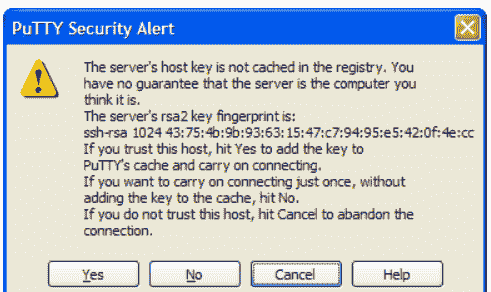 PuTTY Security Alert
The server's host key is not cached in the registry. You
have no guarantee that the server is the computer you
think it is.
The server's rsa2 key fingerprint is:
ssh-rsa 1024 43:75:4b:9b:93:63:15:47:c7:94:95:e5:42:0f:4e:cc
If you trust this host, hit Yes to add the key to
PuTTY's cache and carry on connecting.
If you want to carry on connecting just once, without
adding the key to the cache, hit No.
If you do not trust this host, hit Cancel to abandon the
connection.
Yes No Cancel Help